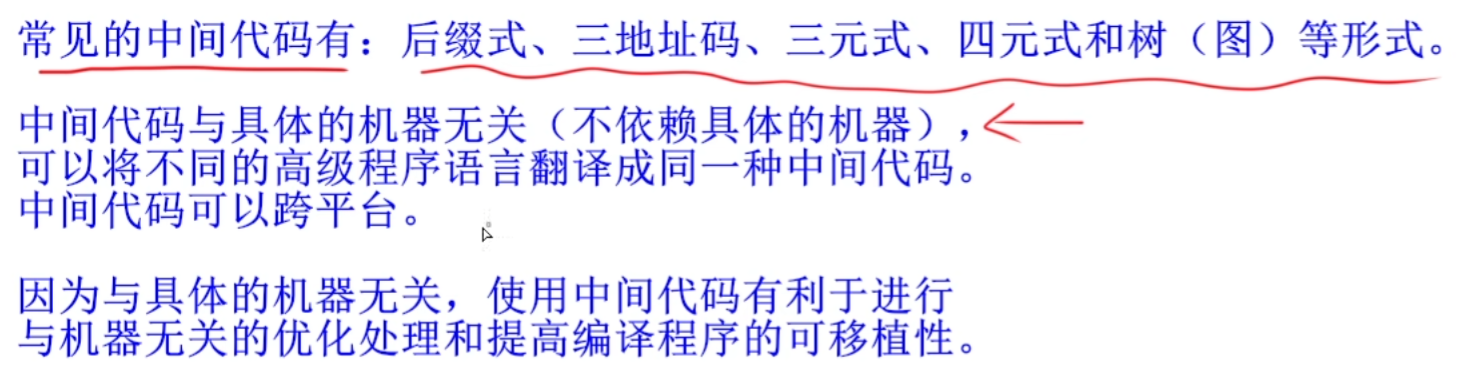 常见的中间代码有：后缀式、三地址码、三元式、四元式和树（图）等形式。
中间代码与具体的机器无关（不依赖具体的机器），
可以将不同的高级程序语言翻译成同一种中间代码。
中间代码可以跨平台。
因为与具体的机器无关，使用中间代码有利于进行
与机器无关的优化处理和提高编译程序的可移植性。